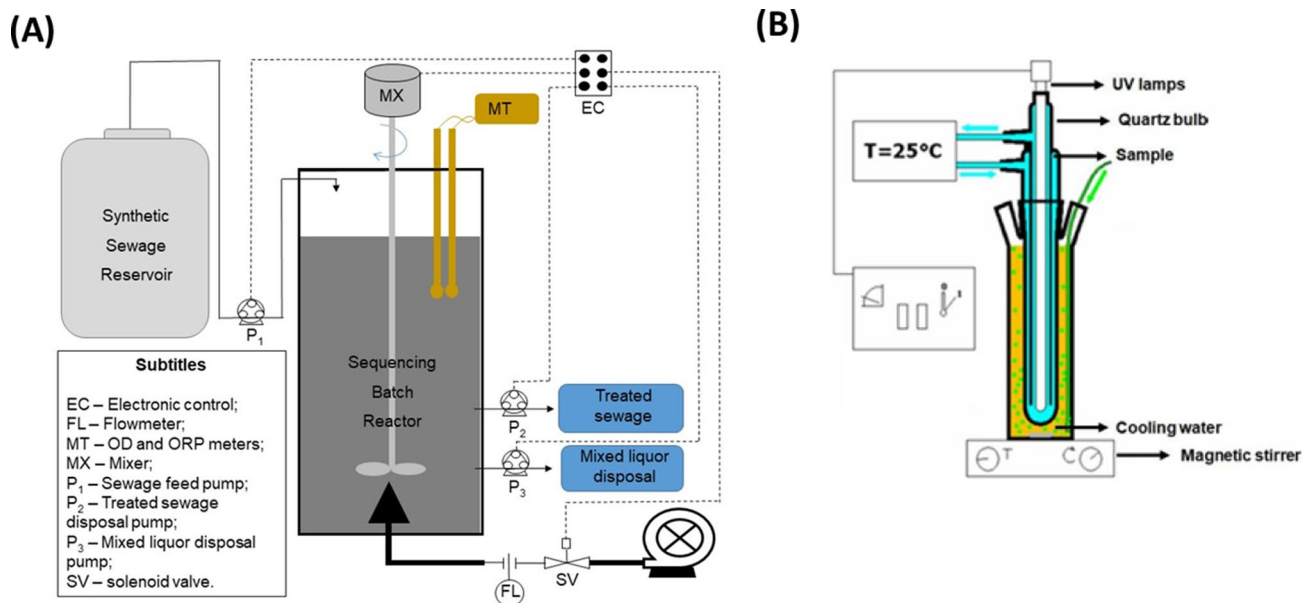 (A)
(B)
MX
MT
EC
Synthetic
Sewage
Reservoir
P1
Sequencing
Batch
Reactor
P2
Treated
sewage
P3
Mixed liquor
disposal
FL
SV
Subtitles
EC – Electronic control;
FL – Flowmeter;
MT – OD and ORP meters;
MX – Mixer;
P1 – Sewage feed pump;
P2 – Treated sewage
disposal pump;
P3 – Mixed liquor disposal
pump;
SV – solenoid valve.
UV lamps
Quartz bulb
Sample
T=25°C
0
1
Cooling water
T
Magnetic stirrer